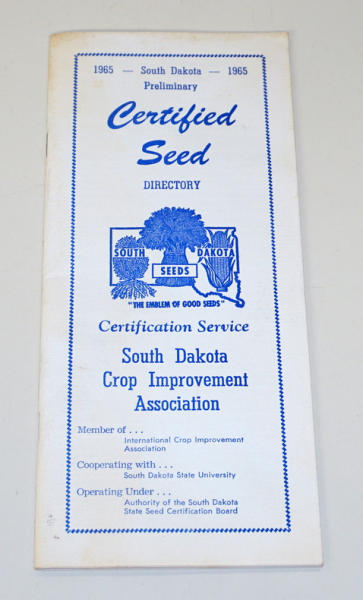 1965 — South Dakota — 1965
Preliminary
Certified
Seed
DIRECTORY
SOUTH DAKOTA
SEEDS
"THE EMBLEM OF GOOD SEEDS"
Certification Service
South Dakota
Crop Improvement
Association
Member of . . .
International Crop Improvement
Association
Cooperating with . . .
South Dakota State University
Operating Under . . .
Authority of the South Dakota
State Seed Certification Board